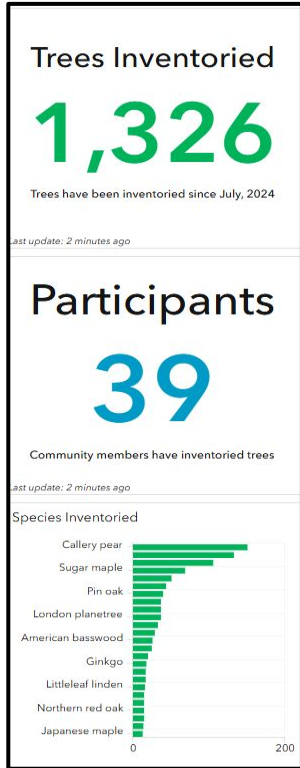 Trees Inventoried
1,326
Trees have been inventoried since July, 2024
Last update: 2 minutes ago
Participants
39
Community members have inventoried trees
Last update: 2 minutes ago
Species Inventoried
Callery pear
Sugar maple
Pin oak
London planetree
American basswood
Ginkgo
Littleleaf linden
Northern red oak
Japanese maple
0 200